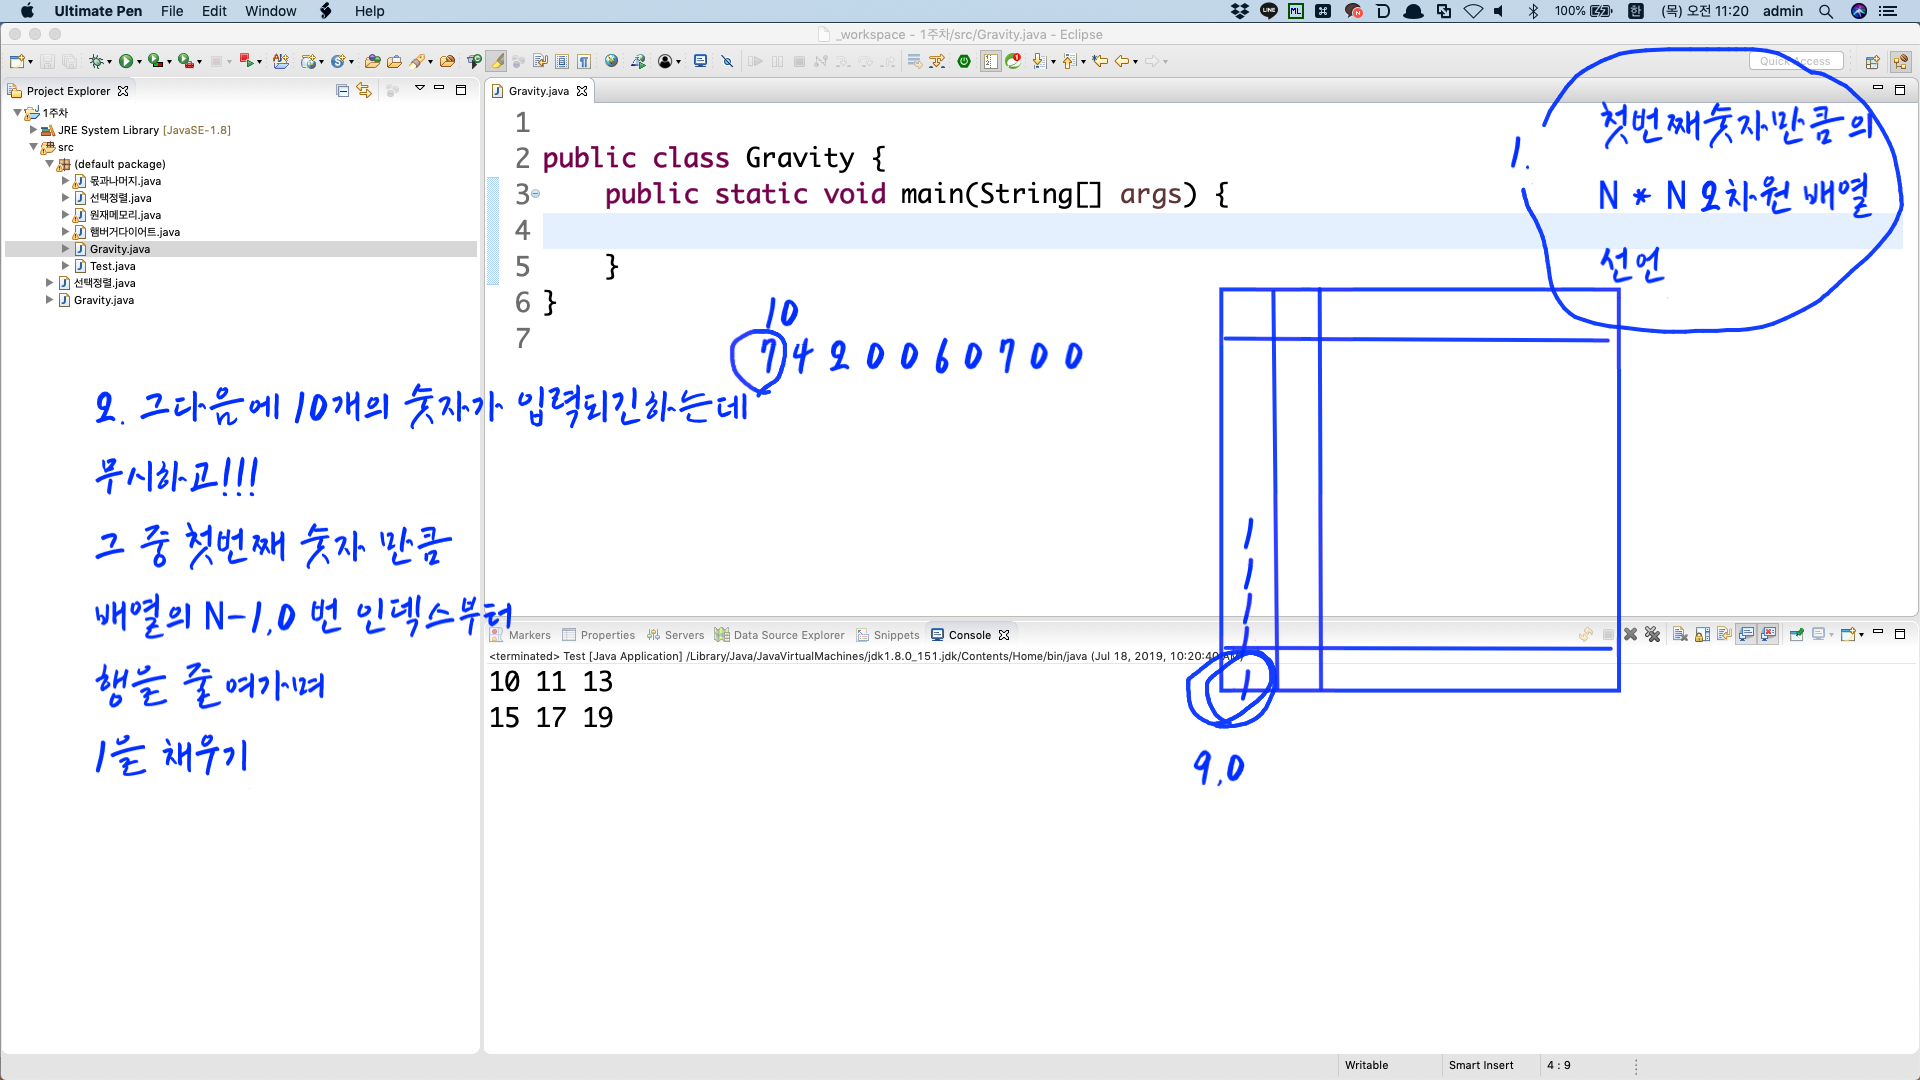 Ultimate Pen File Edit Window Help
100% 한 (목) 오전 11:20 admin
_workspace - 1주차/src/Gravity.java - Eclipse
Quick Access
Project Explorer
1주차
JRE System Library [JavaSE-1.8]
src
(default package)
몫과나머지.java
선택정렬.java
원재메모리.java
햄버거다이어트.java
Gravity.java
Test.java
선택정렬.java
Gravity.java
Gravity.java
1
2 public class Gravity {
3 public static void main(String[] args) {
4
5 }
6 }
7
1. 첫번째숫자만큼의
N * N 2차원 배열
선언
10
7 4 2 0 0 6 0 7 0 0
2. 그다음에 10개의 숫자가 입력되긴하는데
무시하고!!!
그 중 첫번째 숫자 만큼
배열의 N-1,0 번 인덱스부터
행을 줄여가며
1을 채우기
1
1
1
1
1
9,0
Markers Properties Servers Data Source Explorer Snippets Console
<terminated> Test [Java Application] /Library/Java/JavaVirtualMachines/jdk1.8.0_151.jdk/Contents/Home/bin/java (Jul 18, 2019, 10:20:40 AM)
10 11 13
15 17 19
Writable Smart Insert 4 : 9